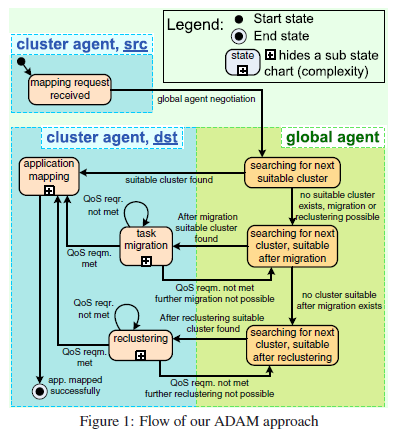 Legend:
Start state
End state
state
hides a sub state
chart (complexity)
cluster agent, src
mapping request
received
global agent negotiation
cluster agent, dst
global agent
application
mapping
suitable cluster found
searching for next
suitable cluster
no suitable cluster
exists, migration or
reclustering possible
QoS reqr.
not met
After migration
suitable cluster
found
task
migration
searching for next
cluster, suitable
after migration
QoS reqm.
met
QoS reqm. not met
further migration not possible
no cluster suitable
after migration exists
QoS reqr.
not met
After reclustering suitable
cluster found
reclustering
searching for next
cluster, suitable
after reclustering
QoS reqm.
met
QoS reqm. not met
further reclustering not possible
app. mapped
successfully
Figure 1: Flow of our ADAM approach